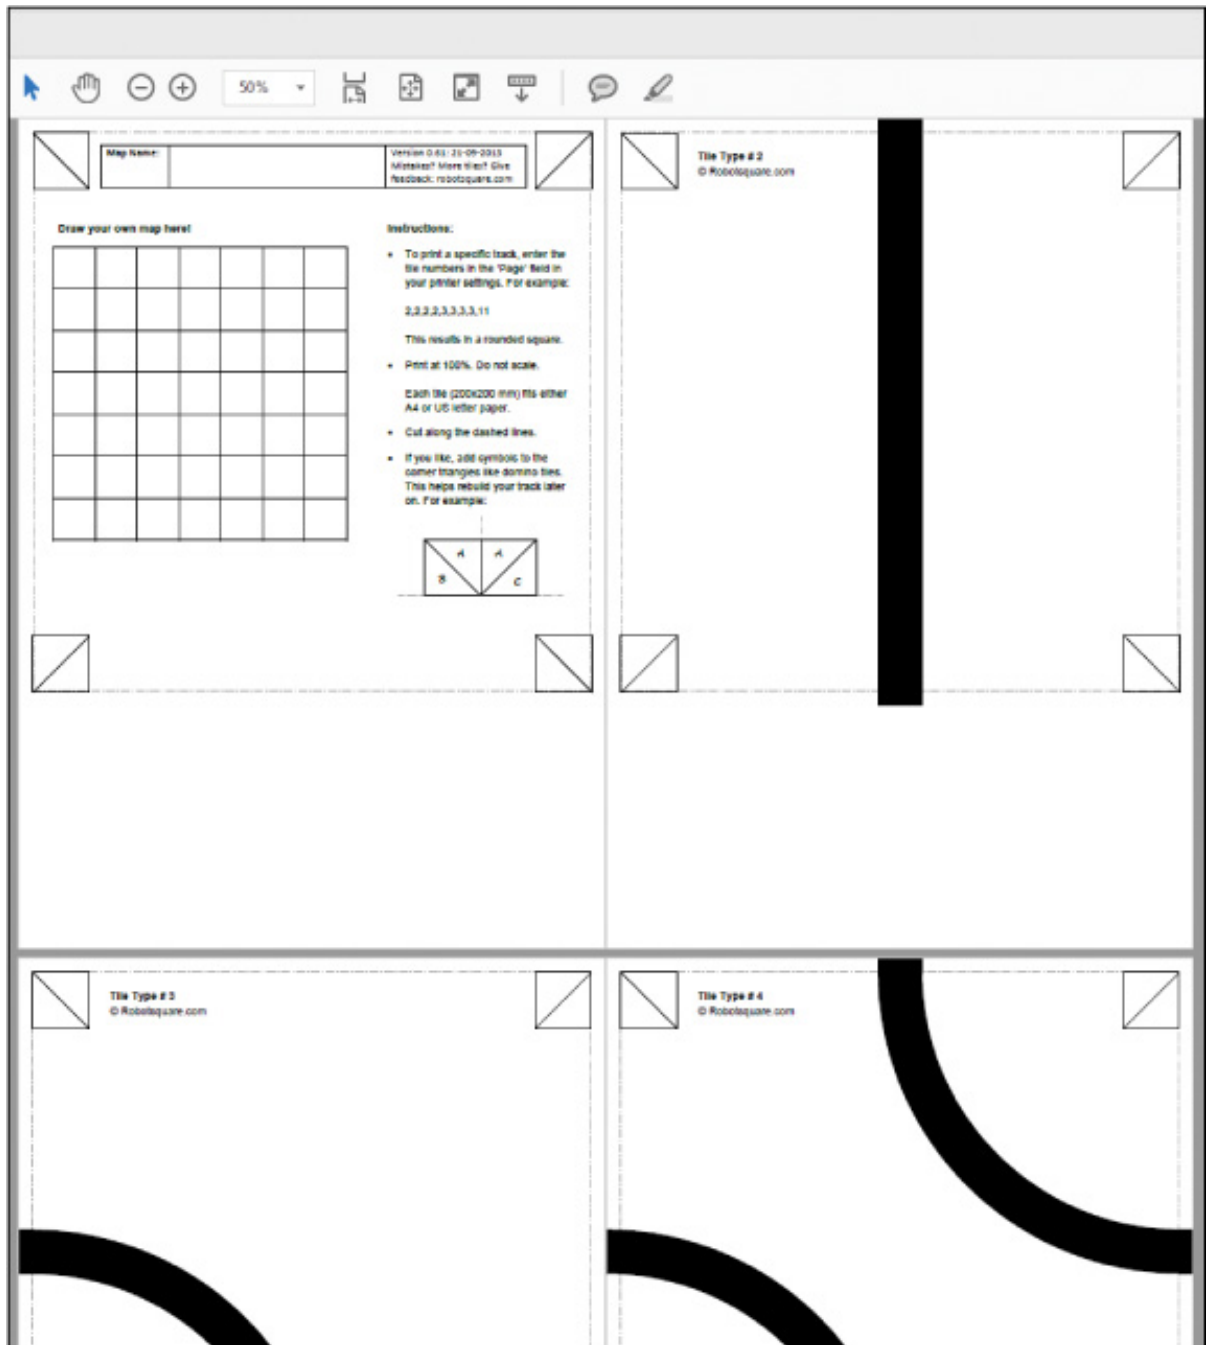 50%
Map Name:
Version 0.61: 21-09-2013
Mistakes? More tiles? Give
feedback: robotsquare.com
Draw your own map here!
Instructions:
• To print a specific track, enter the
tile numbers in the 'Page' field in
your printer settings. For example:
2,2,2,2,3,3,3,3,11
This results in a rounded square.
• Print at 100%. Do not scale.
Each tile (200x200 mm) fits either
A4 or US letter paper.
• Cut along the dashed lines.
• If you like, add symbols to the
corner triangles like domino tiles.
This helps rebuild your track later
on. For example:
A A
B C
Tile Type # 2
© Robotsquare.com
Tile Type # 3
© Robotsquare.com
Tile Type # 4
© Robotsquare.com